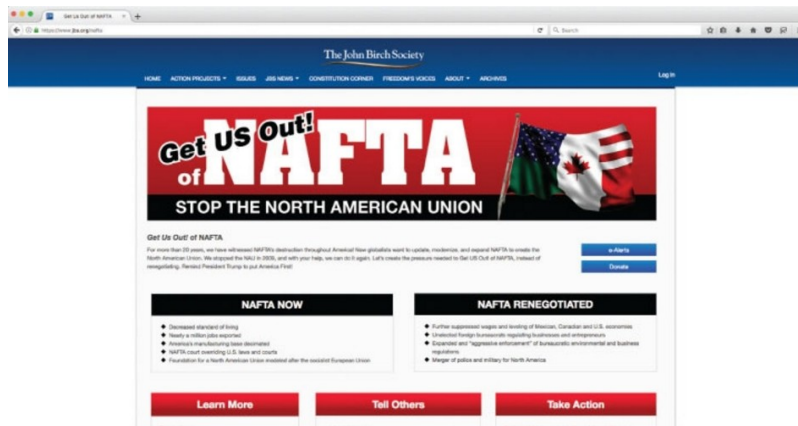 Get Us Out of NAFTA
https://www.jbs.org/nafta
Search
The John Birch Society
HOME ACTION PROJECTS ISSUES JBS NEWS CONSTITUTION CORNER FREEDOM'S VOICES ABOUT ARCHIVES
Log in
Get US Out!
of NAFTA
STOP THE NORTH AMERICAN UNION
Get Us Out! of NAFTA
For more than 20 years, we have witnessed NAFTA's destruction throughout America! Now globalists want to update, modernize, and expand NAFTA to create the
North American Union. We stopped the NAU in 2009, and with your help, we can do it again. Let's create the pressure needed to Get US Out of NAFTA, instead of
renegotiating. Remind President Trump to put America First!
e-Alerts
Donate
NAFTA NOW
Decreased standard of living
Nearly a million jobs exported
America's manufacturing base decimated
NAFTA court overriding U.S. laws and courts
Foundation for a North American Union modeled after the socialist European Union
NAFTA RENEGOTIATED
Further suppressed wages and leveling of Mexican, Canadian and U.S. economies
Unelected foreign bureaucrats regulating businesses and entrepreneurs
Expanded and "aggressive enforcement" of bureaucratic environmental and business
regulations
Merger of police and military for North America
Learn More
Tell Others
Take Action